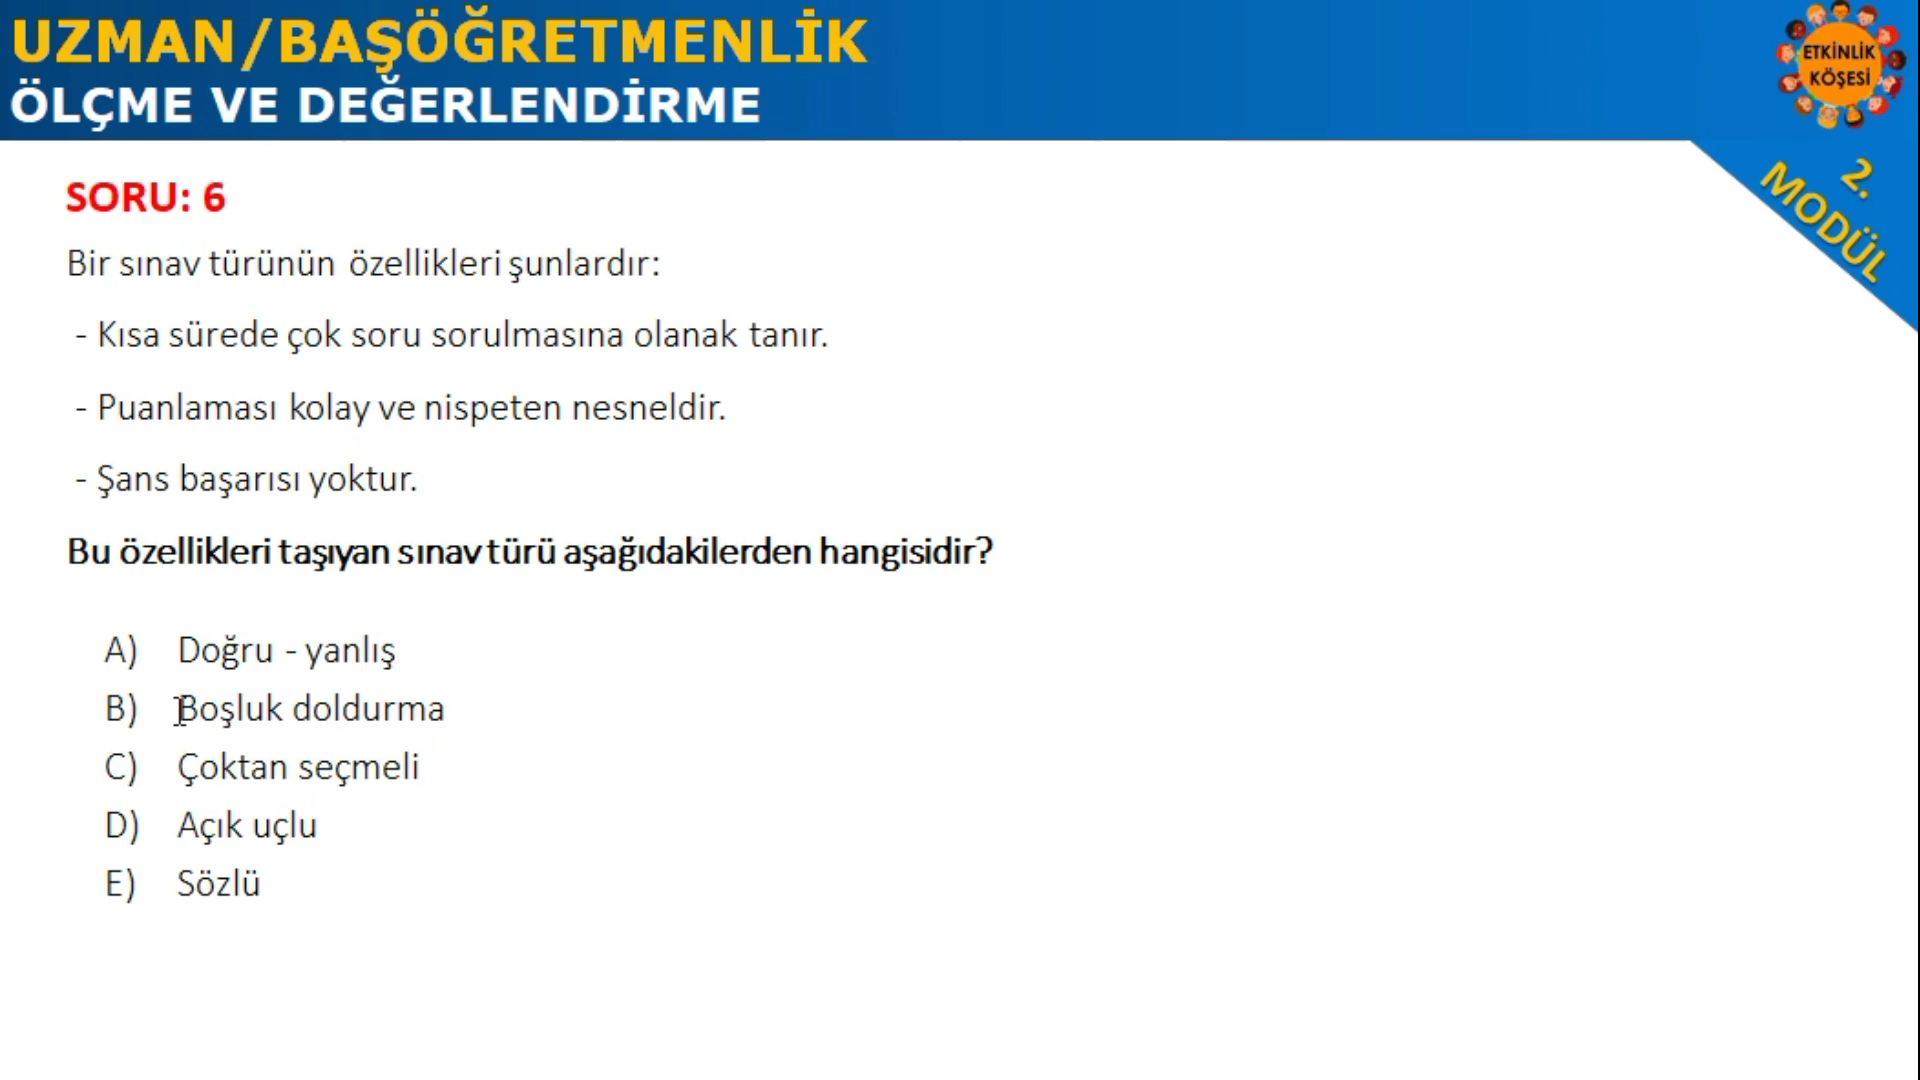 UZMAN/BAŞÖĞRETMENLİK
ÖLÇME VE DEĞERLENDİRME
ETKİNLİK
KÖŞESİ
2.
MODÜL
SORU: 6
Bir sınav türünün özellikleri şunlardır:
- Kısa sürede çok soru sorulmasına olanak tanır.
- Puanlaması kolay ve nispeten nesneldir.
- Şans başarısı yoktur.
Bu özellikleri taşıyan sınav türü aşağıdakilerden hangisidir?
A) Doğru - yanlış
B) Boşluk doldurma
C) Çoktan seçmeli
D) Açık uçlu
E) Sözlü